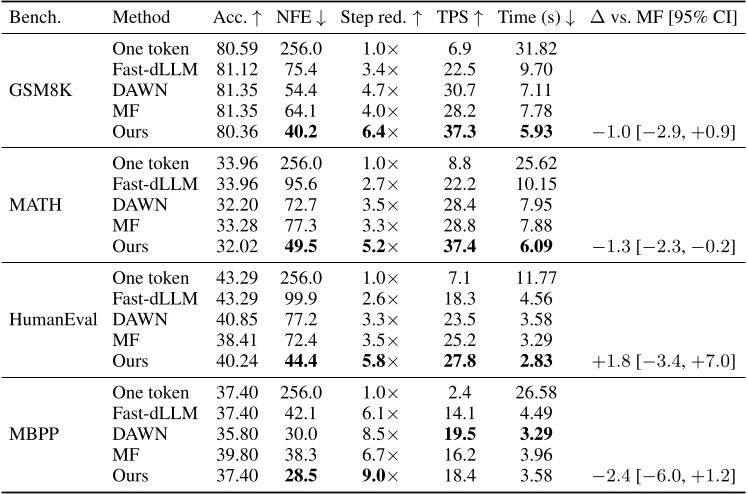 Bench. Method Acc. ↑ NFE ↓ Step red. ↑ TPS ↑ Time (s) ↓ Δ vs. MF [95% CI]
One token 80.59 256.0 1.0× 6.9 31.82
Fast-dLLM 81.12 75.4 3.4× 22.5 9.70
GSM8K DAWN 81.35 54.4 4.7× 30.7 7.11
MF 81.35 64.1 4.0× 28.2 7.78
Ours 80.36 40.2 6.4× 37.3 5.93 −1.0 [−2.9, +0.9]
One token 33.96 256.0 1.0× 8.8 25.62
Fast-dLLM 33.96 95.6 2.7× 22.2 10.15
MATH DAWN 32.20 72.7 3.5× 28.4 7.95
MF 33.28 77.3 3.3× 28.8 7.88
Ours 32.02 49.5 5.2× 37.4 6.09 −1.3 [−2.3, −0.2]
One token 43.29 256.0 1.0× 7.1 11.77
Fast-dLLM 43.29 99.9 2.6× 18.3 4.56
HumanEval DAWN 40.85 77.2 3.3× 23.5 3.58
MF 38.41 72.4 3.5× 25.2 3.29
Ours 40.24 44.4 5.8× 27.8 2.83 +1.8 [−3.4, +7.0]
One token 37.40 256.0 1.0× 2.4 26.58
Fast-dLLM 37.40 42.1 6.1× 14.1 4.49
MBPP DAWN 35.80 30.0 8.5× 19.5 3.29
MF 39.80 38.3 6.7× 16.2 3.96
Ours 37.40 28.5 9.0× 18.4 3.58 −2.4 [−6.0, +1.2]